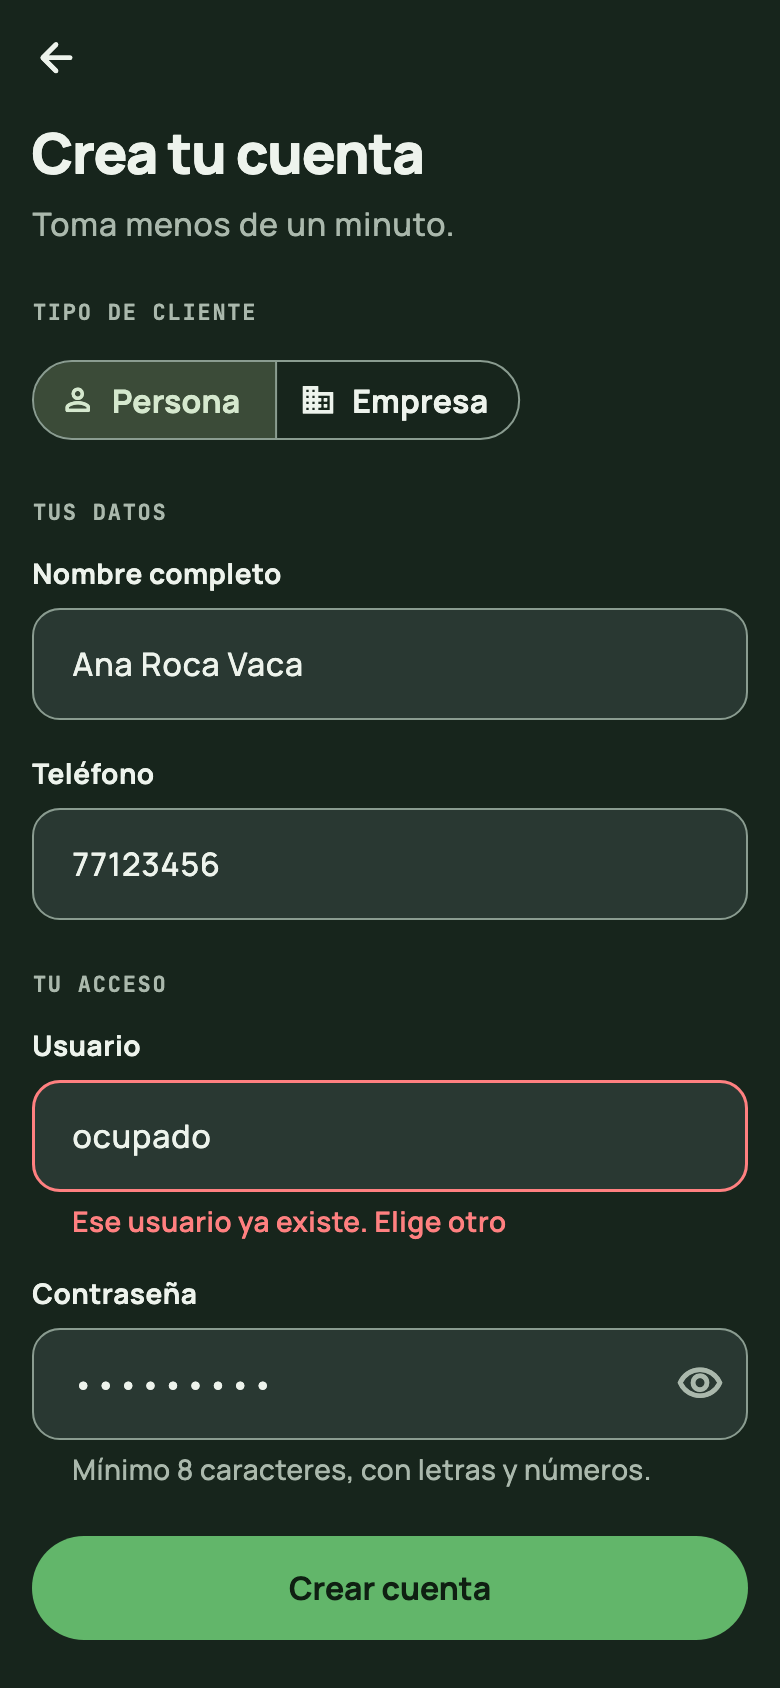 Crea tu cuenta
Toma menos de un minuto.
TIPO DE CLIENTE
Persona
Empresa
TUS DATOS
Nombre completo
Ana Roca Vaca
Teléfono
77123456
TU ACCESO
Usuario
ocupado
Ese usuario ya existe. Elige otro
Contraseña
•••••••••
Mínimo 8 caracteres, con letras y números.
Crear cuenta